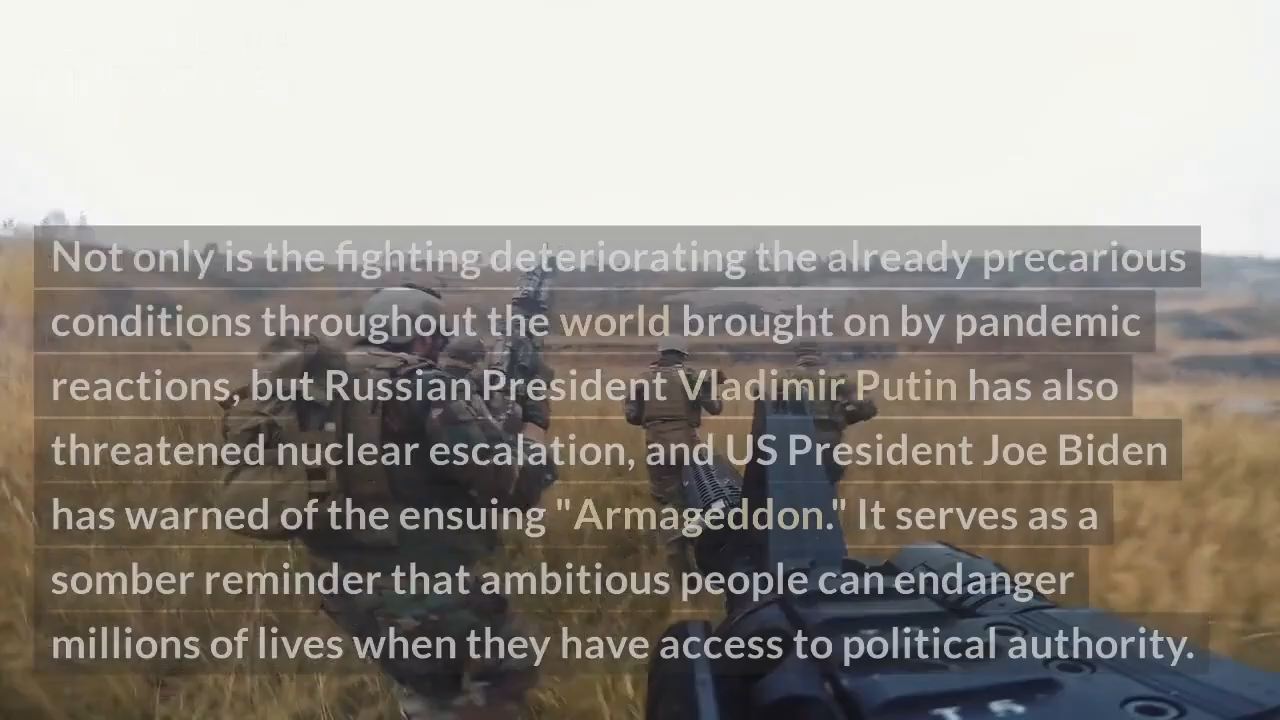 Not only is the fighting deteriorating the already precarious
conditions throughout the world brought on by pandemic
reactions, but Russian President Vladimir Putin has also
threatened nuclear escalation, and US President Joe Biden
has warned of the ensuing "Armageddon." It serves as a
somber reminder that ambitious people can endanger
millions of lives when they have access to political authority.